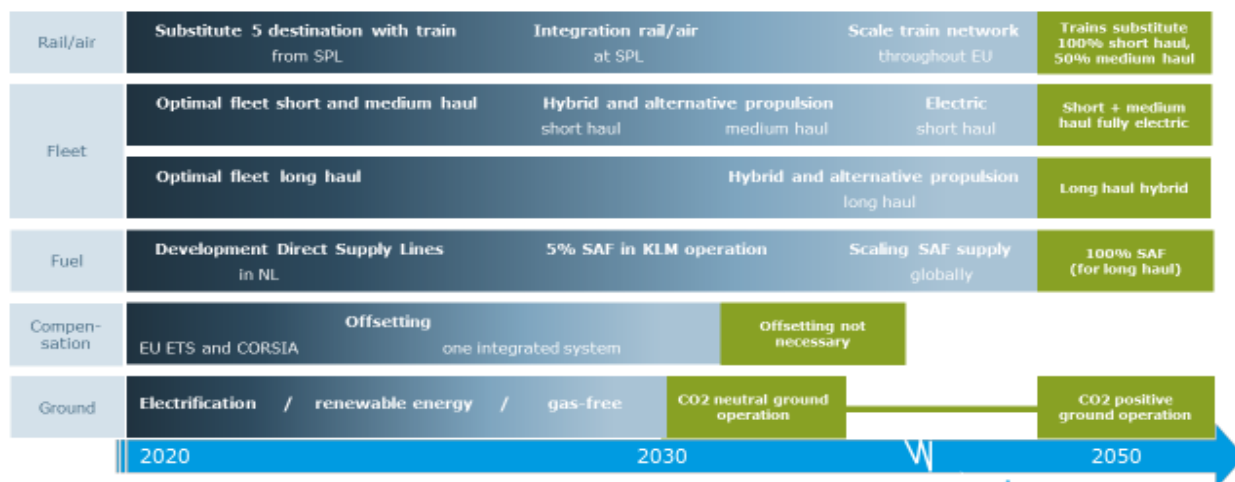 Rail/air
Substitute 5 destination with train
from SPL
Integration rail/air
at SPL
Scale train network
throughout EU
Trains substitute
100% short haul,
50% medium haul
Fleet
Optimal fleet short and medium haul
Hybrid and alternative propulsion
short haul
medium haul
Electric
short haul
Short + medium
haul fully electric
Optimal fleet long haul
Hybrid and alternative propulsion
long haul
Long haul hybrid
Fuel
Development Direct Supply Lines
in NL
5% SAF in KLM operation
Scaling SAF supply
globally
100% SAF
(for long haul)
Compen-
sation
Offsetting
EU ETS and CORSIA
one integrated system
Offsetting not
necessary
Ground
Electrification / renewable energy / gas-free
CO2 neutral ground
operation
CO2 positive
ground operation
2020
2030
2050